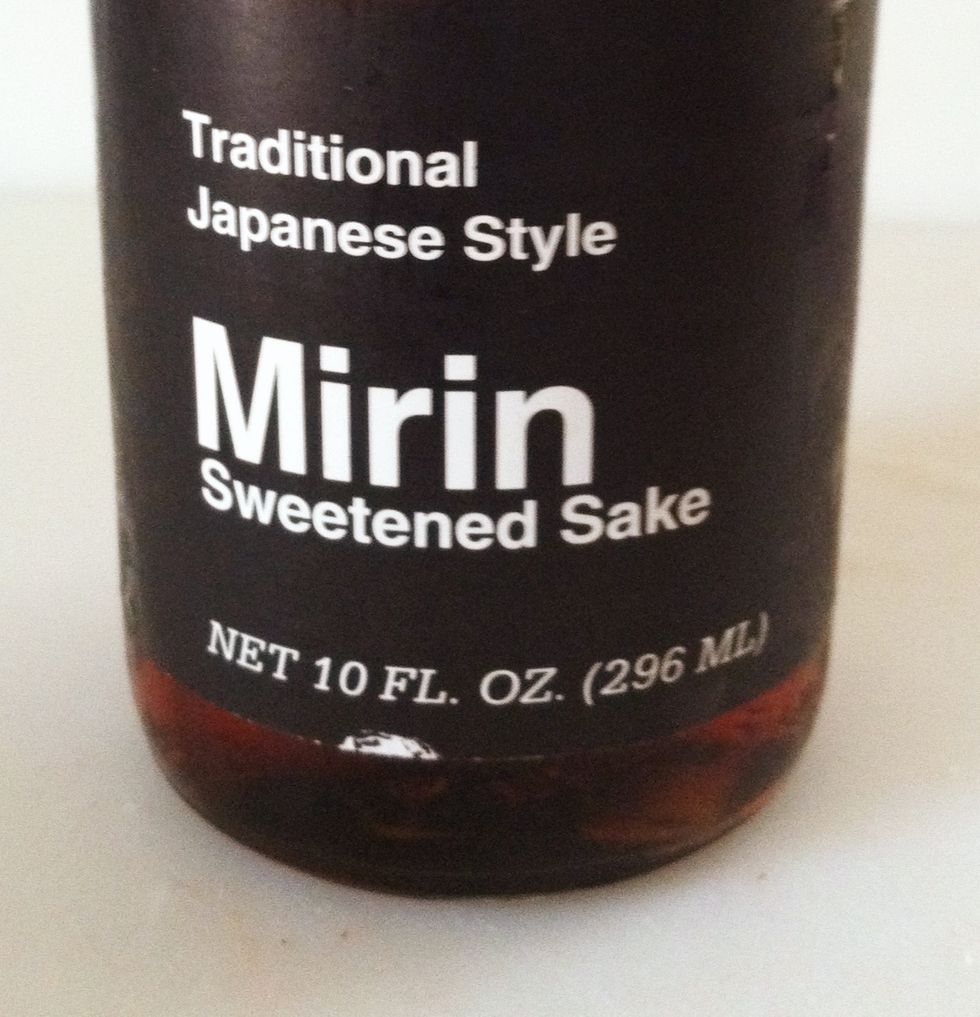 Traditional
Japanese Style
Mirin
Sweetened Sake
NET 10 FL. OZ. (296 ML)